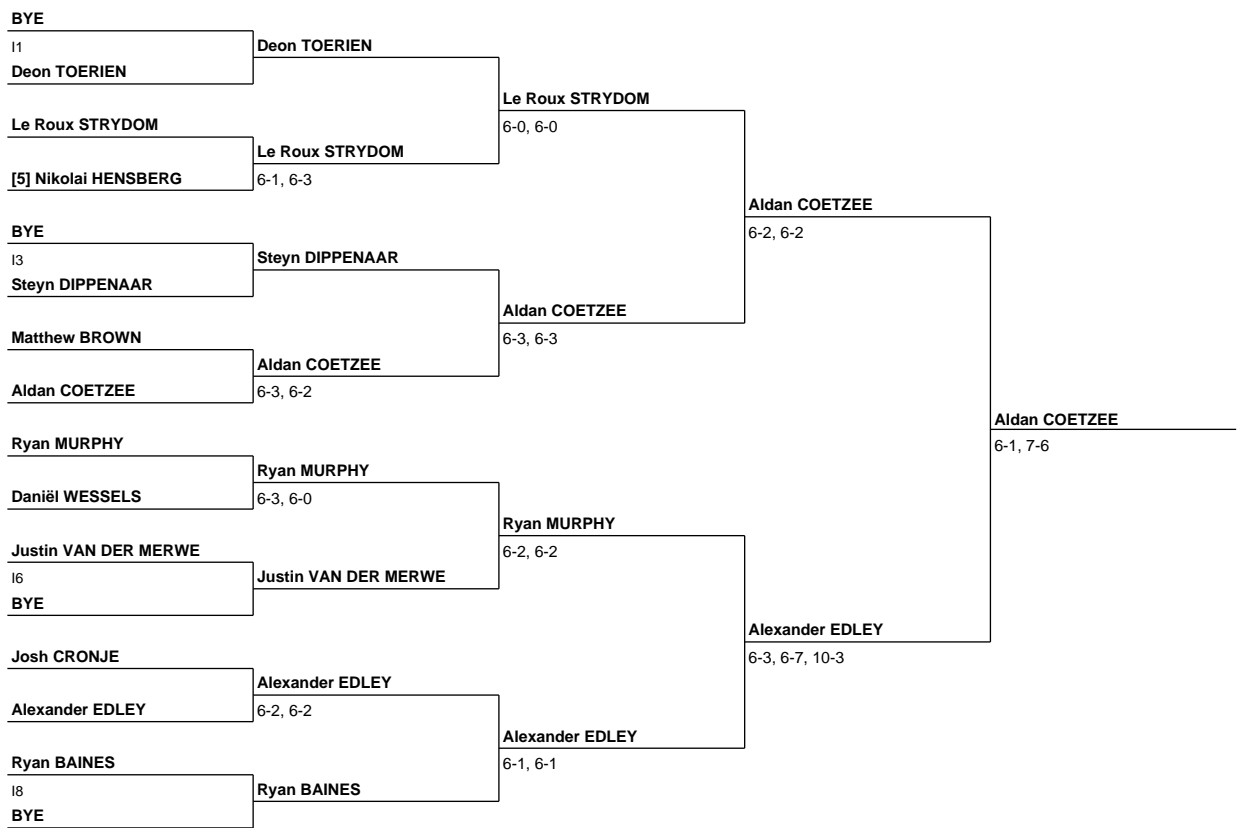 BYE
I1
Deon TOERIEN
Le Roux STRYDOM
[5] Nikolai HENSBERG
BYE
I3
Steyn DIPPENAAR
Matthew BROWN
Aldan COETZEE
Ryan MURPHY
Daniël WESSELS
Justin VAN DER MERWE
I6
BYE
Josh CRONJE
Alexander EDLEY
Ryan BAINES
I8
BYE
Deon TOERIEN
Le Roux STRYDOM
6-1, 6-3
Steyn DIPPENAAR
Aldan COETZEE
6-3, 6-2
Ryan MURPHY
6-3, 6-0
Justin VAN DER MERWE
Alexander EDLEY
6-2, 6-2
Ryan BAINES
Le Roux STRYDOM
6-0, 6-0
Aldan COETZEE
6-3, 6-3
Ryan MURPHY
6-2, 6-2
Alexander EDLEY
6-1, 6-1
Aldan COETZEE
6-2, 6-2
Alexander EDLEY
6-3, 6-7, 10-3
Aldan COETZEE
6-1, 7-6